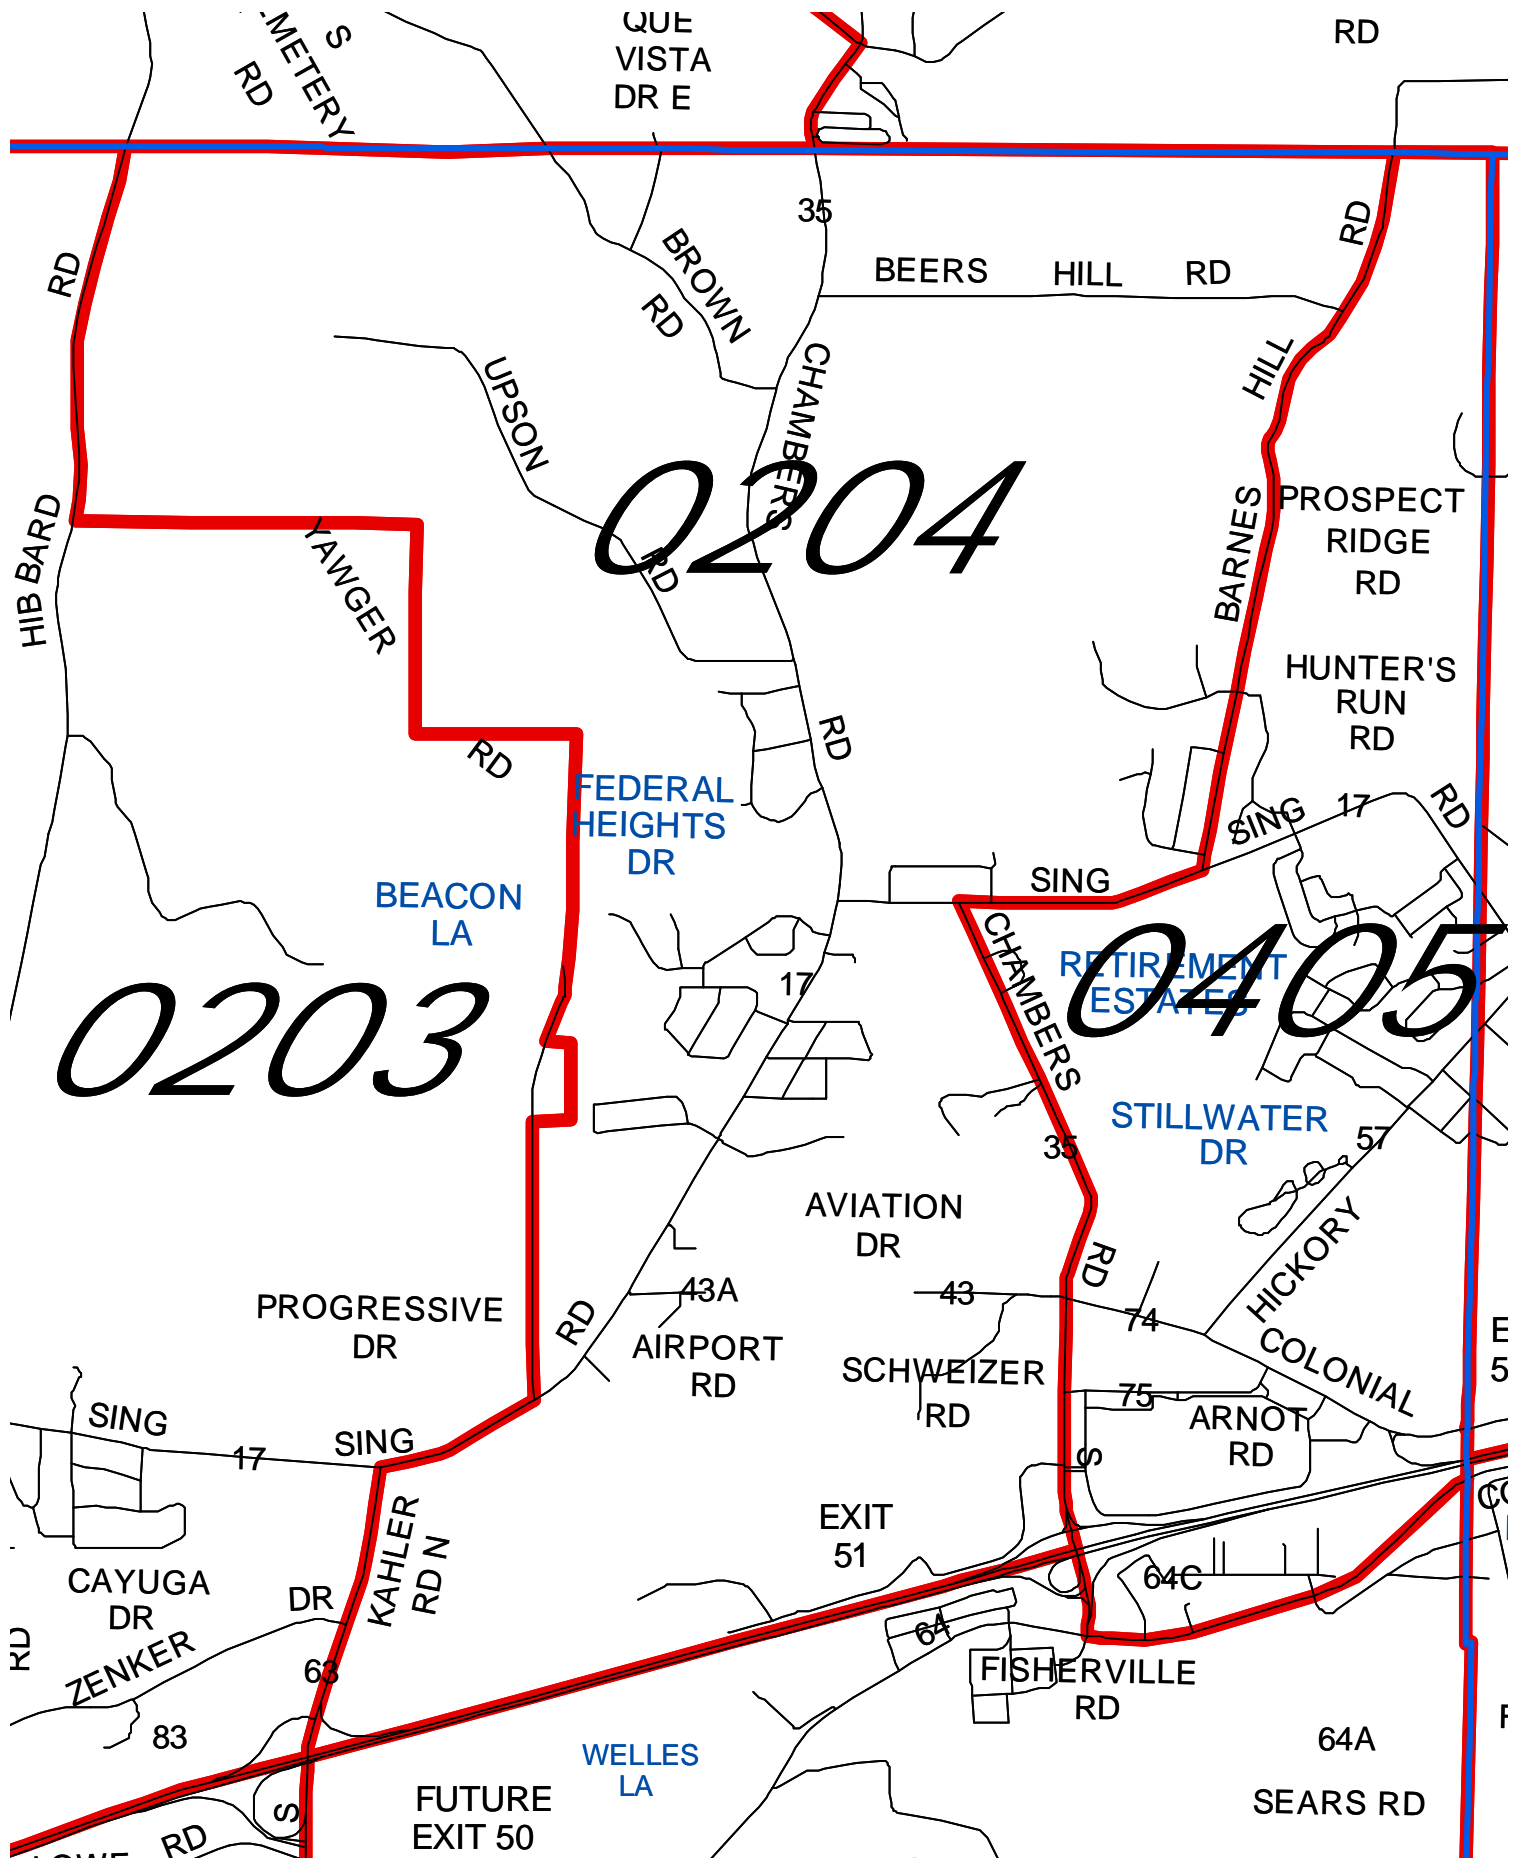 S
CEMETERY
RD
QUE
VISTA
DR E
RD
35
RD
RD
BROWN
RD
BEERS HILL RD
CHAMBERS
UPSON
RD
HILL
BARNES
0204
PROSPECT
RIDGE
RD
HIB BARD
YAWGER
RD
HUNTER'S
RUN
RD
RD
FEDERAL
HEIGHTS
DR
SING
17
RD
BEACON
LA
SING
CHAMBERS
RETIREMENT
ESTATES
0405
17
0203
STILLWATER
DR
35
57
AVIATION
DR
RD
HICKORY
43A
43
74
PROGRESSIVE
DR
RD
AIRPORT
RD
COLONIAL
SCHWEIZER
RD
75
ARNOT
RD
E
5
SING
17
SING
S
KAHLER
RD N
EXIT
51
CO
CAYUGA
DR
DR
64C
ZENKER
RD
63
64
FISHERVILLE
RD
83
64A
WELLES
LA
SEARS RD
FUTURE
EXIT 50
S
RD